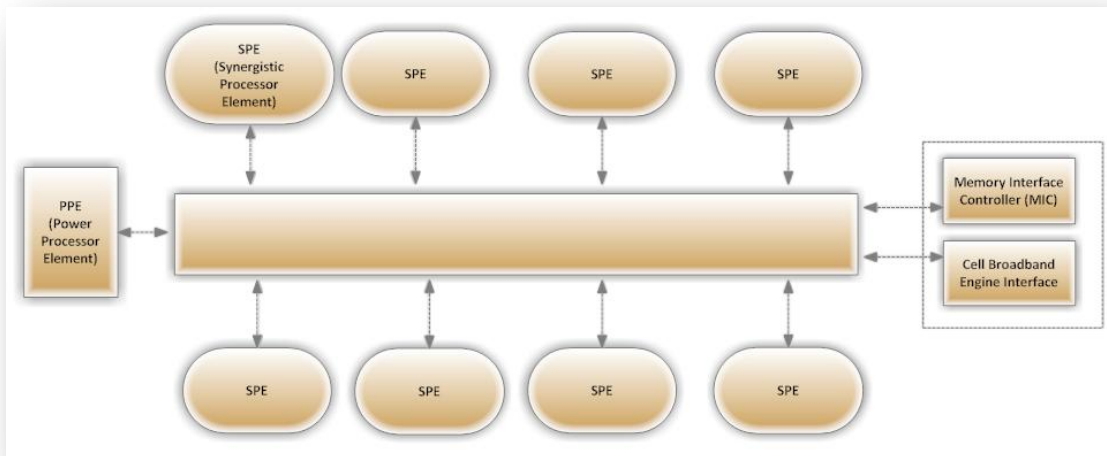 SPE
(Synergistic
Processor
Element)
SPE
SPE
SPE
PPE
(Power
Processor
Element)
Memory Interface
Controller (MIC)
Cell Broadband
Engine Interface
SPE
SPE
SPE
SPE